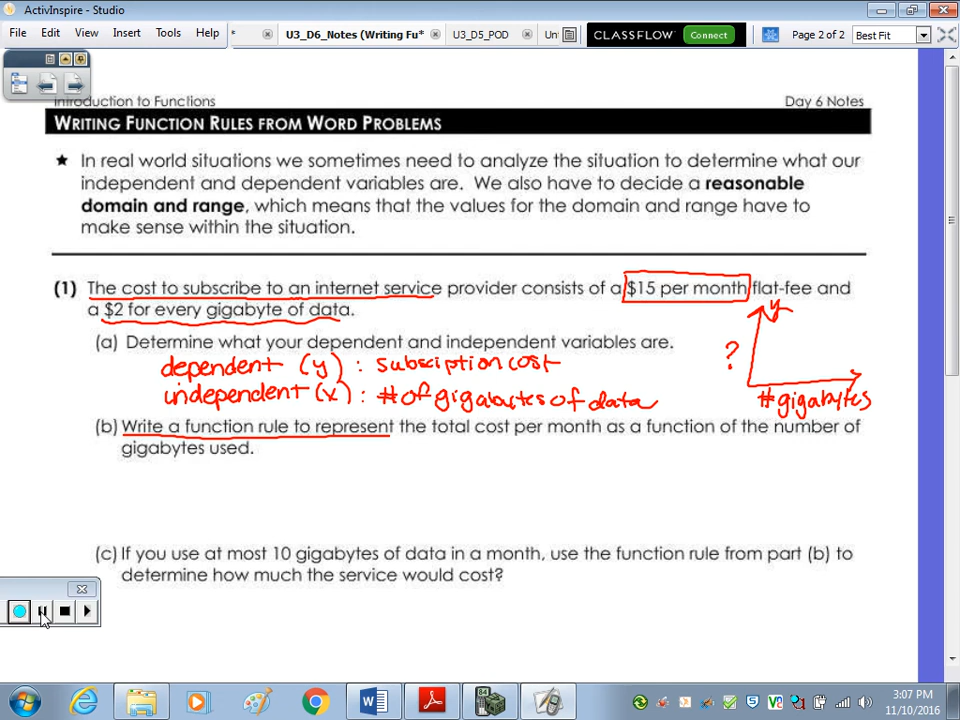 ActivInspire - Studio
File Edit View Insert Tools Help
U3_D6_Notes (Writing Fu* U3_D5_POD Un
CLASSFLOW Connect Page 2 of 2 Best Fit
Introduction to Functions Day 6 Notes
WRITING FUNCTION RULES FROM WORD PROBLEMS
★ In real world situations we sometimes need to analyze the situation to determine what our
independent and dependent variables are. We also have to decide a reasonable
domain and range, which means that the values for the domain and range have to
make sense within the situation.
(1) The cost to subscribe to an internet service provider consists of a $15 per month flat-fee and
a $2 for every gigabyte of data.
y
(a) Determine what your dependent and independent variables are.
dependent (y) : subscription cost
?
independent (x) : # of gigabytes of data
# gigabytes
(b) Write a function rule to represent the total cost per month as a function of the number of
gigabytes used.
(c) If you use at most 10 gigabytes of data in a month, use the function rule from part (b) to
determine how much the service would cost?
3:07 PM
11/10/2016